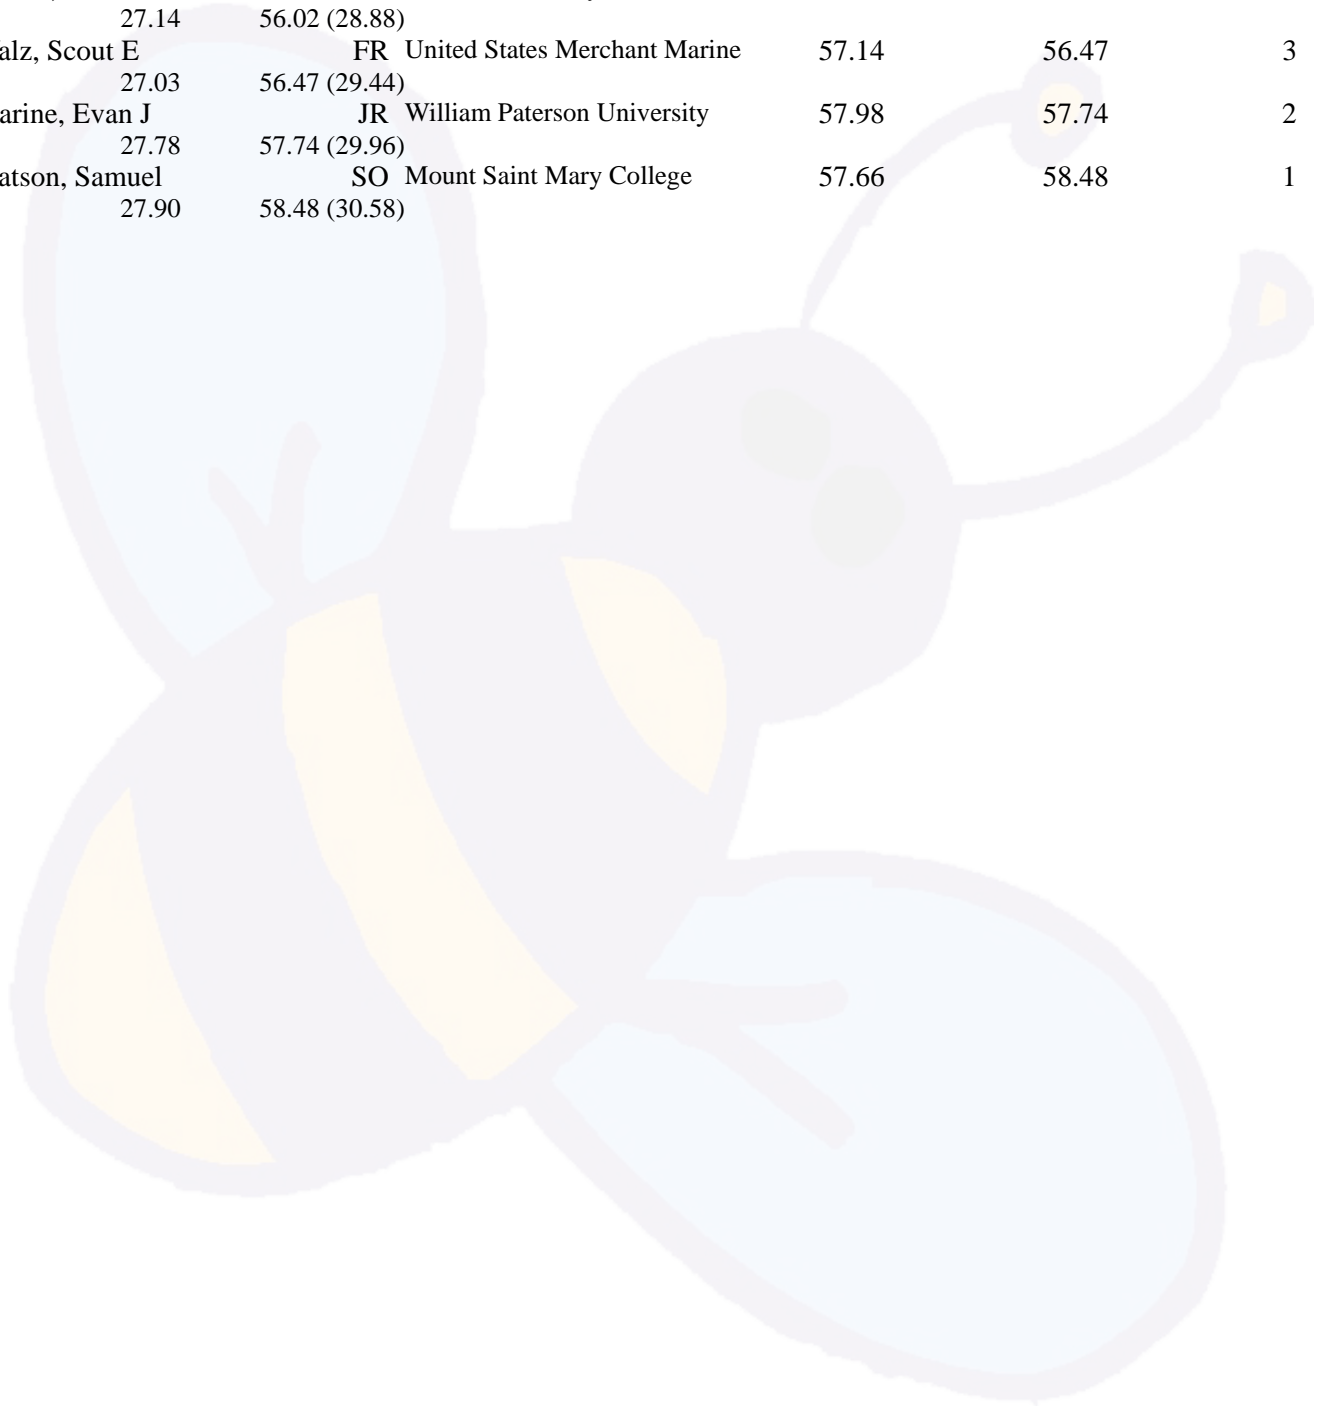 27.14 56.02 (28.88)
alz, Scout E FR United States Merchant Marine 57.14 56.47 3
27.03 56.47 (29.44)
arine, Evan J JR William Paterson University 57.98 57.74 2
27.78 57.74 (29.96)
atson, Samuel SO Mount Saint Mary College 57.66 58.48 1
27.90 58.48 (30.58)